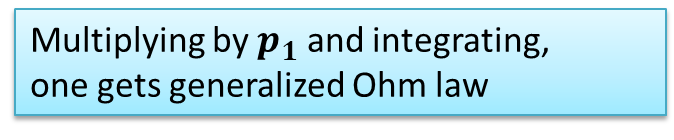 Multiplying by p₁ and integrating,
one gets generalized Ohm law